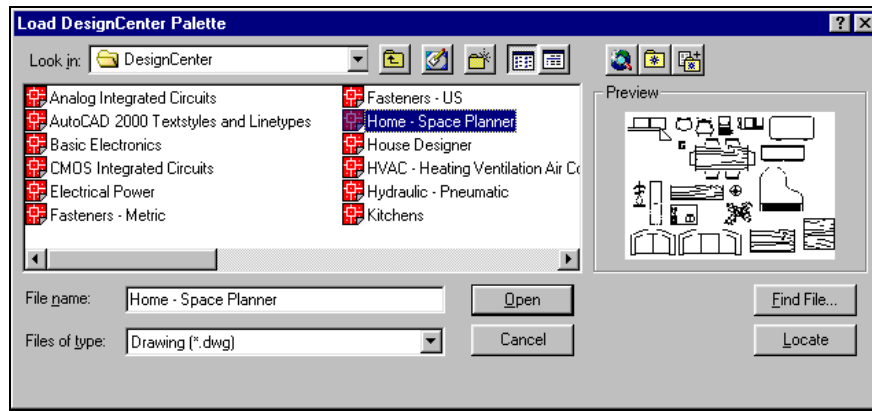 Load DesignCenter Palette
Look in: DesignCenter
Analog Integrated Circuits
AutoCAD 2000 Textstyles and Linetypes
Basic Electronics
CMOS Integrated Circuits
Electrical Power
Fasteners - Metric
Fasteners - US
Home - Space Planner
House Designer
HVAC - Heating Ventilation Air Co
Hydraulic - Pneumatic
Kitchens
Preview
File name: Home - Space Planner Open Find File...
Files of type: Drawing (*.dwg) Cancel Locate